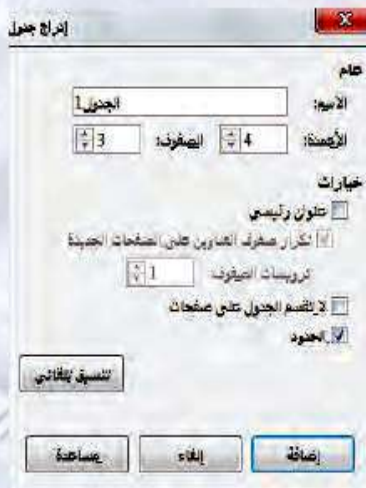 إدراج جدول
عام
الاسم: الجدول1
الأعمدة: 4 الصفوف: 3
خيارات
عنوان رئيسي
تكرار صفوف العناوين على الصفحات الجديدة
ترويسات الصفوف 1
لا تقسم الجدول على صفحات
الحدود
تنسيق تلقائي
إضافة إلغاء مساعدة